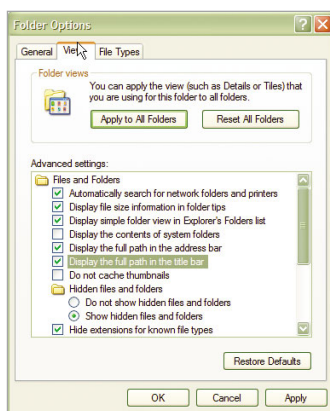 Folder Options
General View File Types
Folder views
You can apply the view (such as Details or Tiles) that
you are using for this folder to all folders.
Apply to All Folders Reset All Folders
Advanced settings:
Files and Folders
Automatically search for network folders and printers
Display file size information in folder tips
Display simple folder view in Explorer's Folders list
Display the contents of system folders
Display the full path in the address bar
Display the full path in the title bar
Do not cache thumbnails
Hidden files and folders
Do not show hidden files and folders
Show hidden files and folders
Hide extensions for known file types
Restore Defaults
OK Cancel Apply